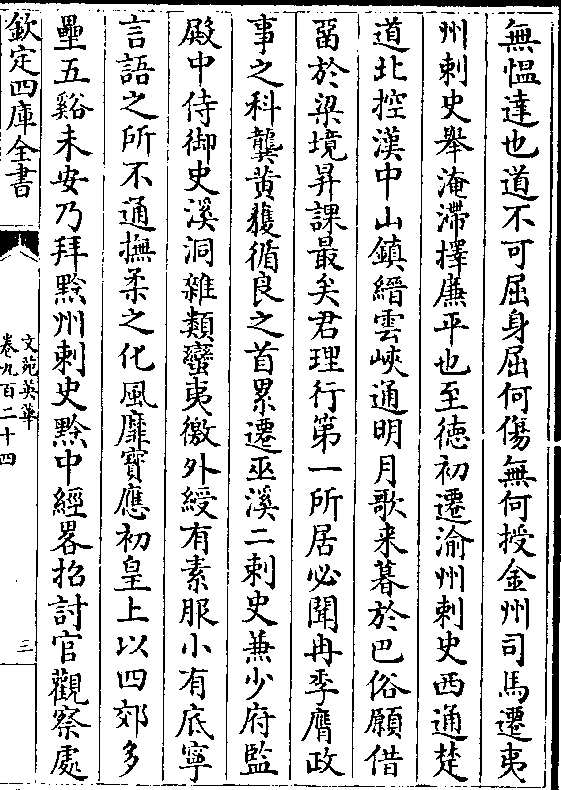 無愠達也道不可屈身屈何傷無何授金州司馬遷夷
州刺史舉淹滯擇廉平也至徳初遷渝州刺史西通楚
道北控漢中山鎮縉雲峽通明月歌来暮於巴俗願借
留於梁境昇課最矣君理行第一所居必聞冉季膺政
事之科龔黄獲循良之首累遷巫溪二刺史兼少府監
殿中侍御史溪洞雜類蠻夷徼外綏有素服小有底寧
言語之所不通撫柔之化風靡寳應初皇上以四郊多
壘五谿未安乃拜黔州刺史黔中經畧招討官觀察處
欽定四庫全書
文苑英華
卷九百二十四
三